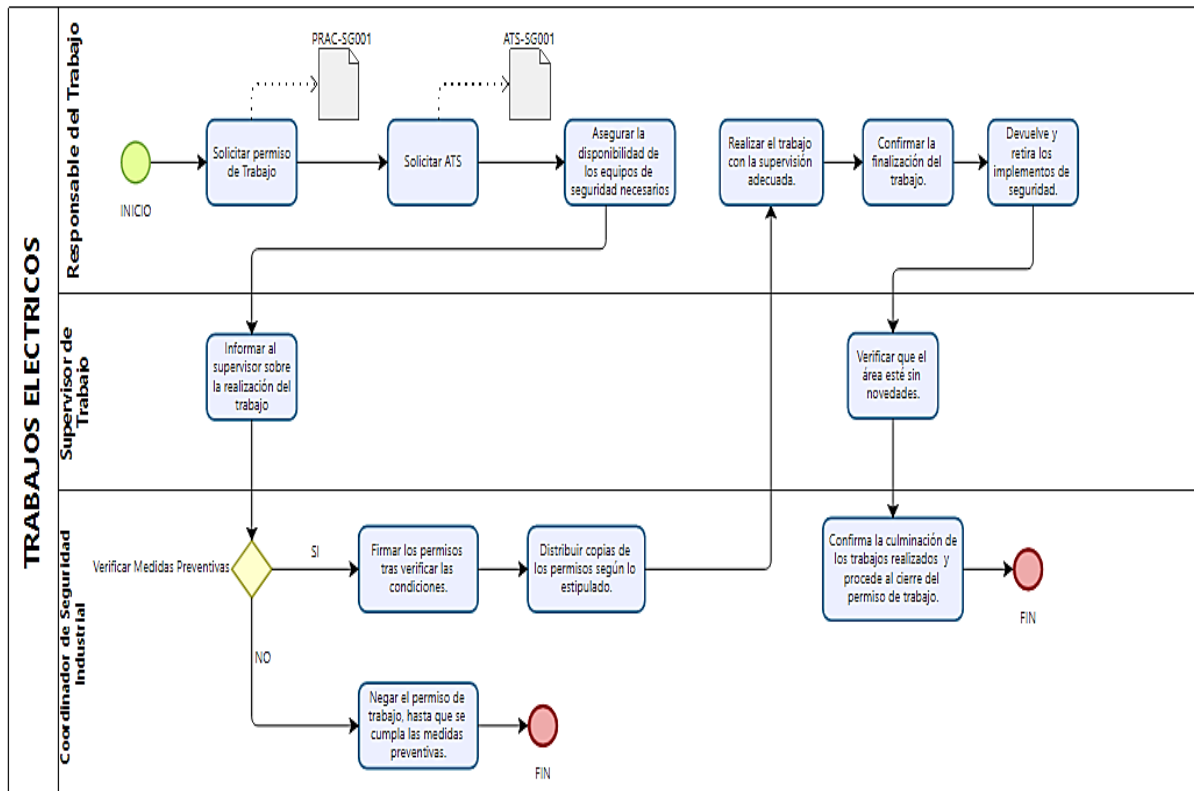 TRABAJOS ELECTRICOS
Responsable del Trabajo
PRAC-SG001
ATS-SG001
INICIO
Solicitar permiso
de Trabajo
Solicitar ATS
Asegurar la
disponibilidad de
los equipos de
seguridad necesarios
Realizar el trabajo
con la supervisión
adecuada.
Confirmar la
finalización del
trabajo.
Devuelve y
retira los
implementos de
seguridad.
Supervisor de
Trabajo
Informar al
supervisor sobre
la realización del
trabajo
Verificar que el
área esté sin
novedades.
Coordinador de Seguridad
Industrial
Verificar Medidas Preventivas
SI
Firmar los permisos
tras verificar las
condiciones.
Distribuir copias de
los permisos según lo
estipulado.
Confirma la culminación de
los trabajos realizados y
procede al cierre del
permiso de trabajo.
FIN
NO
Negar el permiso de
trabajo, hasta que se
cumpla las medidas
preventivas.
FIN